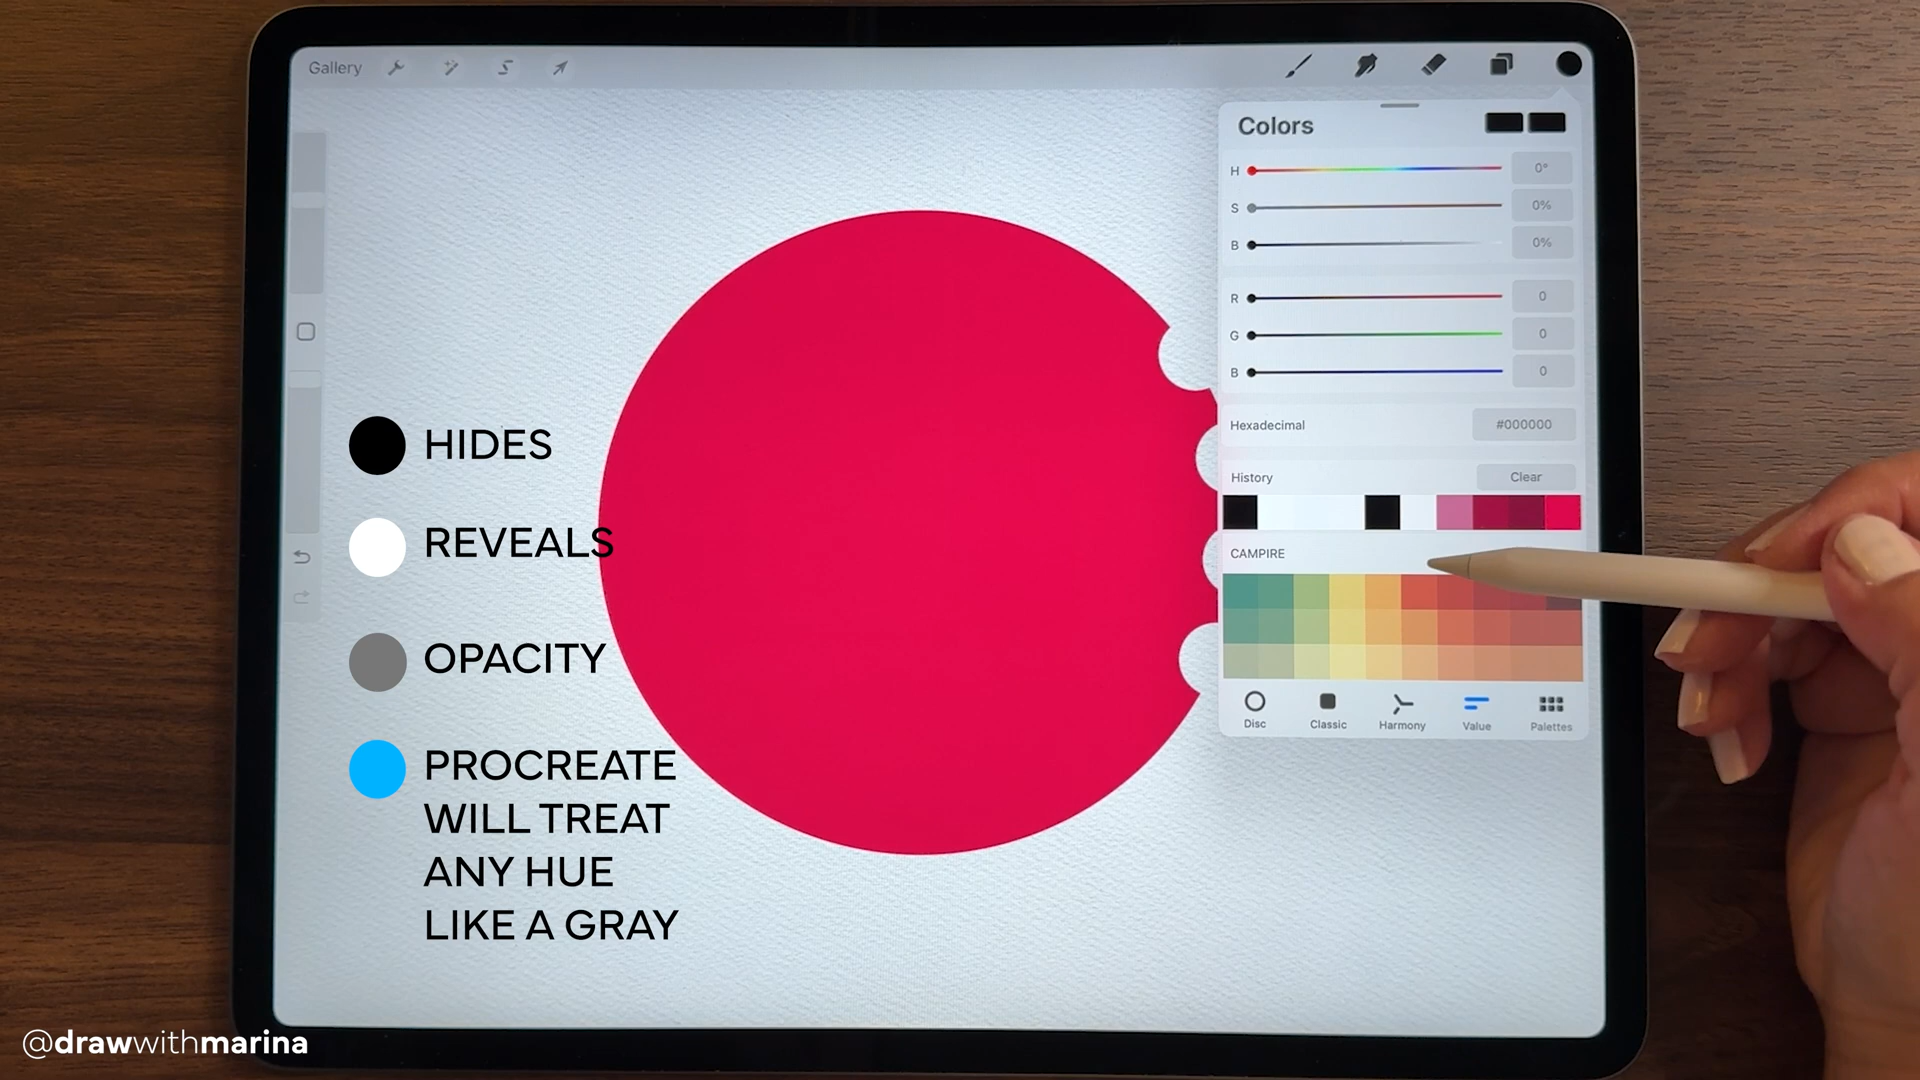 Gallery
Colors
H 0°
S 0%
B 0%
R 0
G 0
B 0
Hexadecimal #000000
History Clear
CAMPIRE
Disc Classic Harmony Value Palettes
HIDES
REVEALS
OPACITY
PROCREATE
WILL TREAT
ANY HUE
LIKE A GRAY
@drawwithmarina